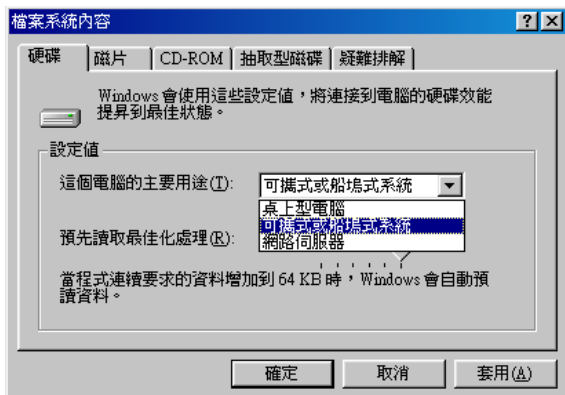 檔案系統內容
硬碟 磁片 CD-ROM 抽取型磁碟 疑難排解
Windows 會使用這些設定值，將連接到電腦的硬碟效能
提昇到最佳狀態。
設定值
這個電腦的主要用途(T): 可攜式或船塢式系統
桌上型電腦
可攜式或船塢式系統
網路伺服器
預先讀取最佳化處理(R):
當程式連續要求的資料增加到 64 KB 時，Windows 會自動預
讀資料。
確定 取消 套用(A)